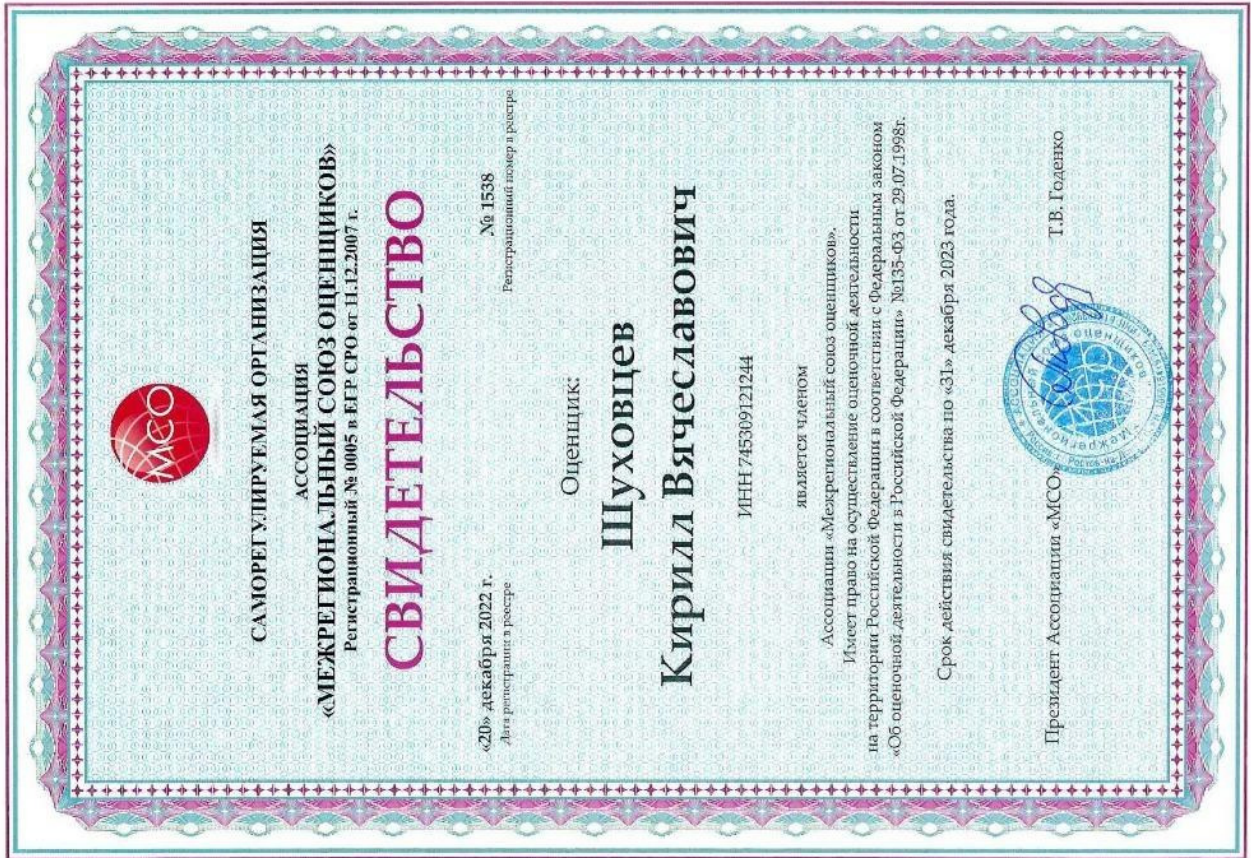 МСО
САМОРЕГУЛИРУЕМАЯ ОРГАНИЗАЦИЯ
АССОЦИАЦИЯ
«МЕЖРЕГИОНАЛЬНЫЙ СОЮЗ ОЦЕНЩИКОВ»
Регистрационный № 0005 в ЕГР СРО от 11.12.2007 г.
СВИДЕТЕЛЬСТВО
«20» декабря 2022 г. № 1538
Дата регистрации в реестре Регистрационный номер в реестре
Оценщик:
Шуховцев
Кирилл Вячеславович
ИНН 745309121244
является членом
Ассоциации «Межрегиональный союз оценщиков».
Имеет право на осуществление оценочной деятельности
на территории Российской Федерации в соответствии с Федеральным законом
«Об оценочной деятельности в Российской Федерации» №135-ФЗ от 29.07.1998г.
Срок действия свидетельства по «31» декабря 2023 года.
Президент Ассоциации «МСО» Т.В. Годенко